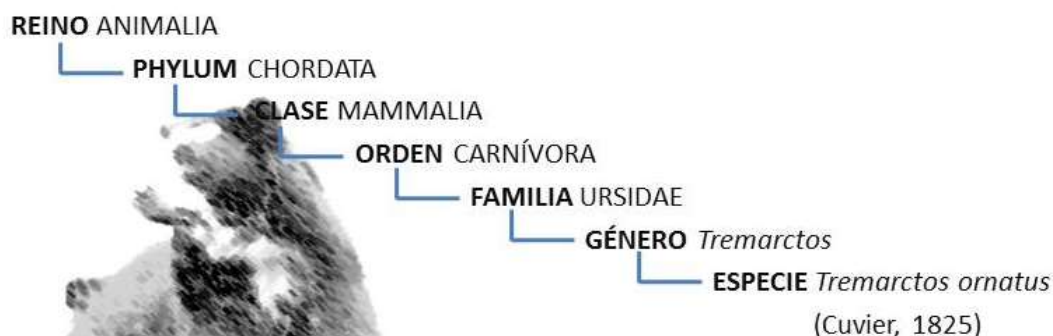 REINO ANIMALIA
PHYLUM CHORDATA
CLASE MAMMALIA
ORDEN CARNÍVORA
FAMILIA URSIDAE
GÉNERO Tremarctos
ESPECIE Tremarctos ornatus
(Cuvier, 1825)